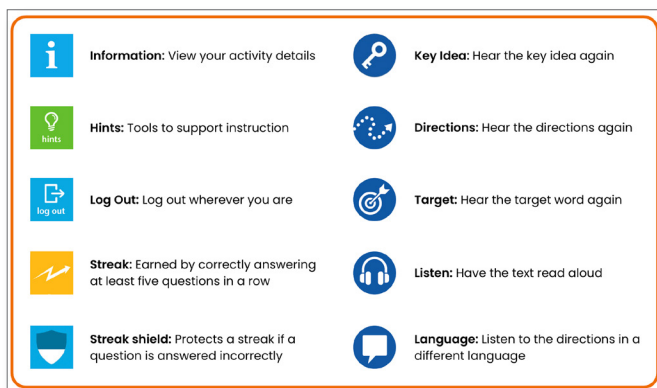 Information: View your activity details
hints
Hints: Tools to support instruction
log out
Log Out: Log out wherever you are
Streak: Earned by correctly answering
at least five questions in a row
Streak shield: Protects a streak if a
question is answered incorrectly
Key Idea: Hear the key idea again
Directions: Hear the directions again
Target: Hear the target word again
Listen: Have the text read aloud
Language: Listen to the directions in a
different language